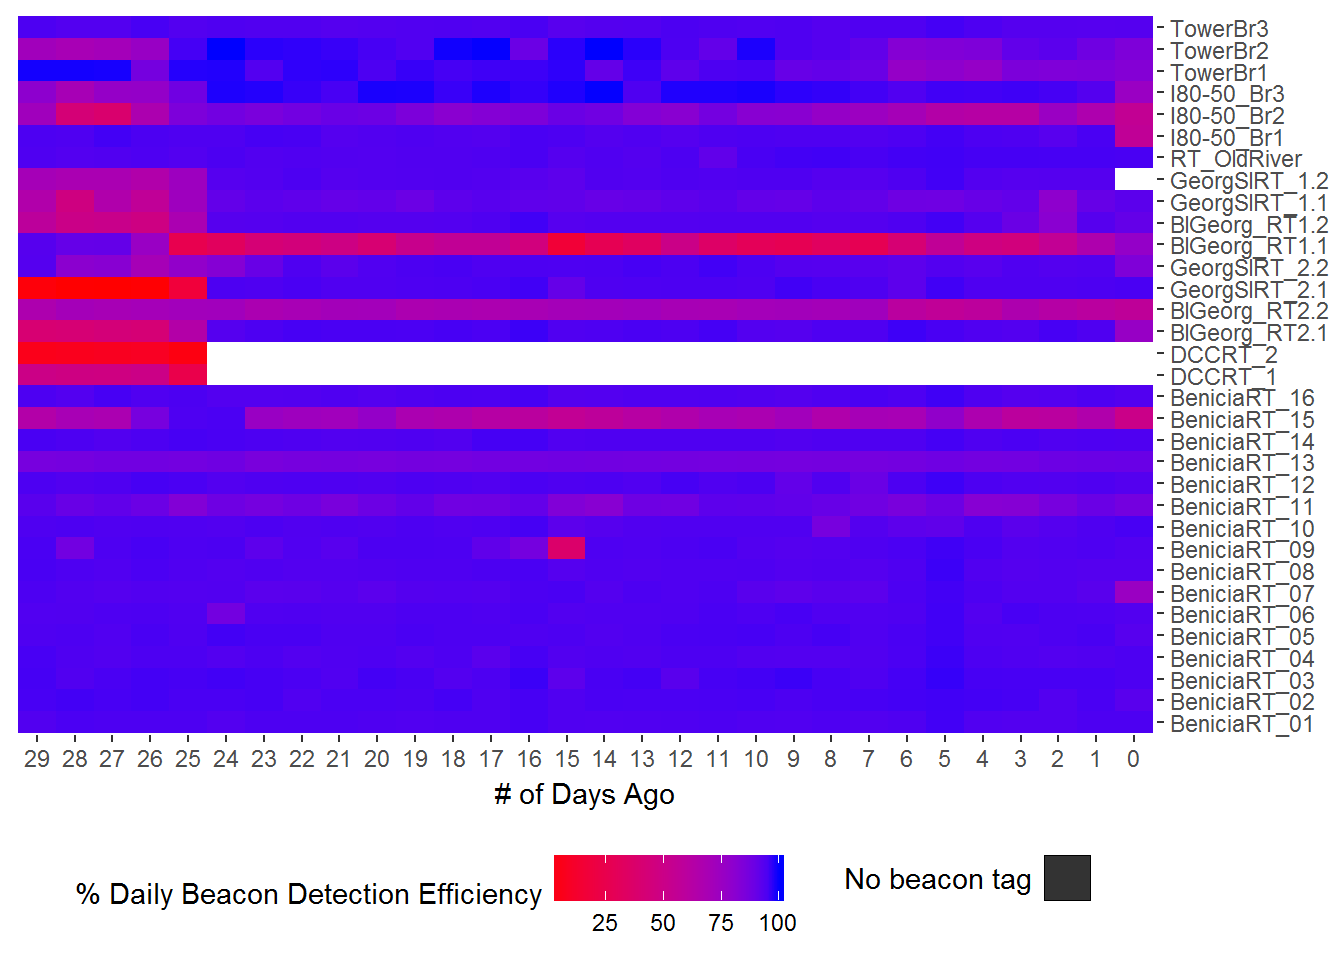 TowerBr3
TowerBr2
TowerBr1
I80-50_Br3
I80-50_Br2
I80-50_Br1
RT_OldRiver
GeorgSlRT_1.2
GeorgSlRT_1.1
BlGeorg_RT1.2
BlGeorg_RT1.1
GeorgSlRT_2.2
GeorgSlRT_2.1
BlGeorg_RT2.2
BlGeorg_RT2.1
DCCRT_2
DCCRT_1
BeniciaRT_16
BeniciaRT_15
BeniciaRT_14
BeniciaRT_13
BeniciaRT_12
BeniciaRT_11
BeniciaRT_10
BeniciaRT_09
BeniciaRT_08
BeniciaRT_07
BeniciaRT_06
BeniciaRT_05
BeniciaRT_04
BeniciaRT_03
BeniciaRT_02
BeniciaRT_01
29 28 27 26 25 24 23 22 21 20 19 18 17 16 15 14 13 12 11 10 9 8 7 6 5 4 3 2 1 0
# of Days Ago
% Daily Beacon Detection Efficiency
25 50 75 100
No beacon tag